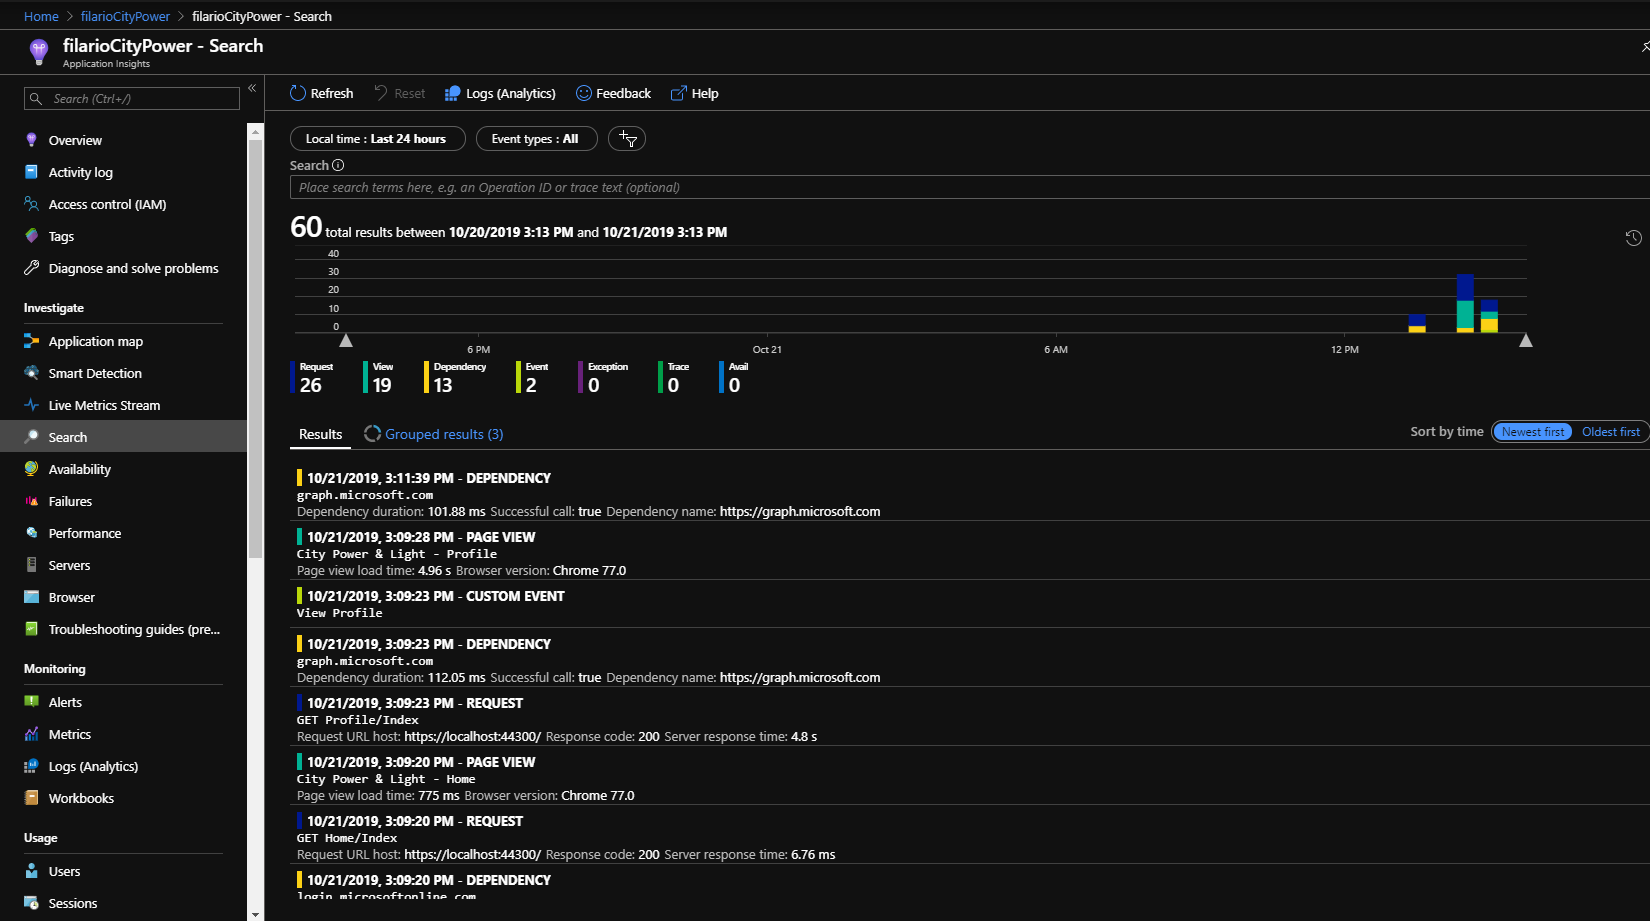 Home > filarioCityPower > filarioCityPower - Search
filarioCityPower - Search
Application Insights
Search (Ctrl+/)
«
Overview
Activity log
Access control (IAM)
Tags
Diagnose and solve problems
Investigate
Application map
Smart Detection
Live Metrics Stream
Search
Availability
Failures
Performance
Servers
Browser
Troubleshooting guides (pre...
Monitoring
Alerts
Metrics
Logs (Analytics)
Workbooks
Usage
Users
Sessions
Refresh Reset Logs (Analytics) Feedback Help
Local time : Last 24 hours Event types : All
Search
Place search terms here, e.g. an Operation ID or trace text (optional)
60 total results between 10/20/2019 3:13 PM and 10/21/2019 3:13 PM
40
30
20
10
0
6 PM Oct 21 6 AM 12 PM
Request View Dependency Event Exception Trace Avail
26 19 13 2 0 0 0
Results Grouped results (3) Sort by time Newest first Oldest first
10/21/2019, 3:11:39 PM - DEPENDENCY
graph.microsoft.com
Dependency duration: 101.88 ms Successful call: true Dependency name: https://graph.microsoft.com
10/21/2019, 3:09:28 PM - PAGE VIEW
City Power & Light - Profile
Page view load time: 4.96 s Browser version: Chrome 77.0
10/21/2019, 3:09:23 PM - CUSTOM EVENT
View Profile
10/21/2019, 3:09:23 PM - DEPENDENCY
graph.microsoft.com
Dependency duration: 112.05 ms Successful call: true Dependency name: https://graph.microsoft.com
10/21/2019, 3:09:23 PM - REQUEST
GET Profile/Index
Request URL host: https://localhost:44300/ Response code: 200 Server response time: 4.8 s
10/21/2019, 3:09:20 PM - PAGE VIEW
City Power & Light - Home
Page view load time: 775 ms Browser version: Chrome 77.0
10/21/2019, 3:09:20 PM - REQUEST
GET Home/Index
Request URL host: https://localhost:44300/ Response code: 200 Server response time: 6.76 ms
10/21/2019, 3:09:20 PM - DEPENDENCY
login.microsoftonline.com